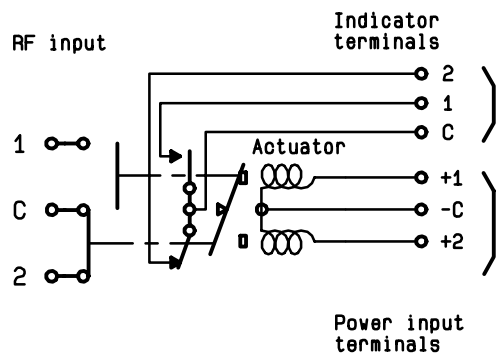 Indicator
terminals
RF input
2
1
C
1
Actuator
+1
C
-C
+2
2
Power input
terminals